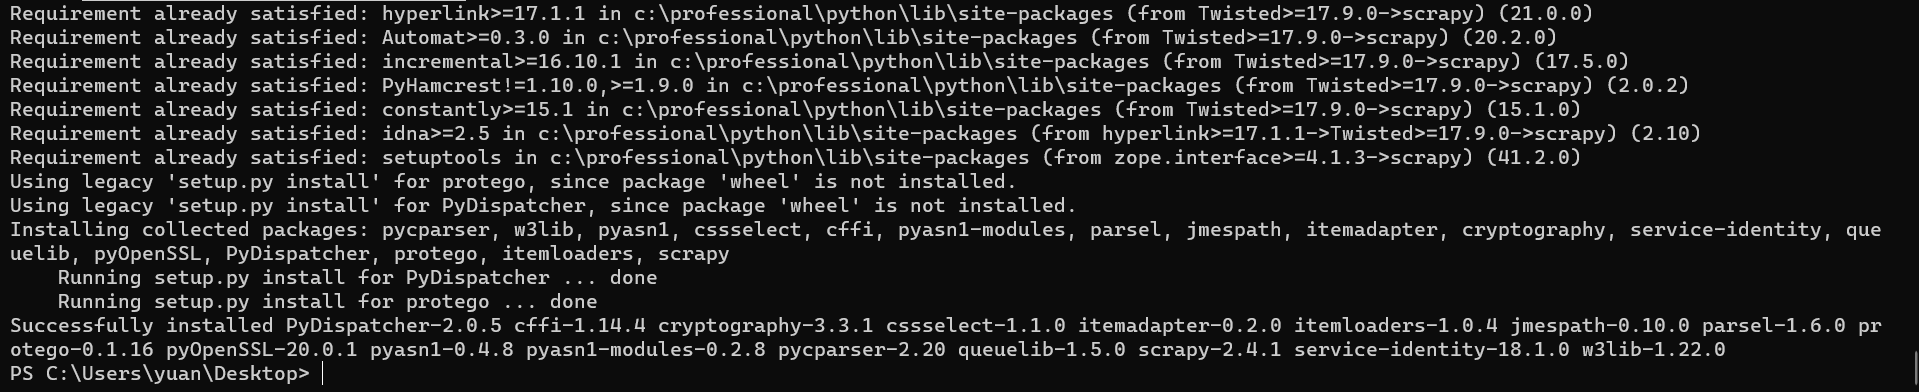 Requirement already satisfied: hyperlink>=17.1.1 in c:\professional\python\lib\site-packages (from Twisted>=17.9.0->scrapy) (21.0.0)
Requirement already satisfied: Automat>=0.3.0 in c:\professional\python\lib\site-packages (from Twisted>=17.9.0->scrapy) (20.2.0)
Requirement already satisfied: incremental>=16.10.1 in c:\professional\python\lib\site-packages (from Twisted>=17.9.0->scrapy) (17.5.0)
Requirement already satisfied: PyHamcrest!=1.10.0,>=1.9.0 in c:\professional\python\lib\site-packages (from Twisted>=17.9.0->scrapy) (2.0.2)
Requirement already satisfied: constantly>=15.1 in c:\professional\python\lib\site-packages (from Twisted>=17.9.0->scrapy) (15.1.0)
Requirement already satisfied: idna>=2.5 in c:\professional\python\lib\site-packages (from hyperlink>=17.1.1->Twisted>=17.9.0->scrapy) (2.10)
Requirement already satisfied: setuptools in c:\professional\python\lib\site-packages (from zope.interface>=4.1.3->scrapy) (41.2.0)
Using legacy 'setup.py install' for protego, since package 'wheel' is not installed.
Using legacy 'setup.py install' for PyDispatcher, since package 'wheel' is not installed.
Installing collected packages: pycparser, w3lib, pyasn1, cssselect, cffi, pyasn1-modules, parsel, jmespath, itemadapter, cryptography, service-identity, que
uelib, pyOpenSSL, PyDispatcher, protego, itemloaders, scrapy
    Running setup.py install for PyDispatcher ... done
    Running setup.py install for protego ... done
Successfully installed PyDispatcher-2.0.5 cffi-1.14.4 cryptography-3.3.1 cssselect-1.1.0 itemadapter-0.2.0 itemloaders-1.0.4 jmespath-0.10.0 parsel-1.6.0 pr
otego-0.1.16 pyOpenSSL-20.0.1 pyasn1-0.4.8 pyasn1-modules-0.2.8 pycparser-2.20 queuelib-1.5.0 scrapy-2.4.1 service-identity-18.1.0 w3lib-1.22.0
PS C:\Users\yuan\Desktop>